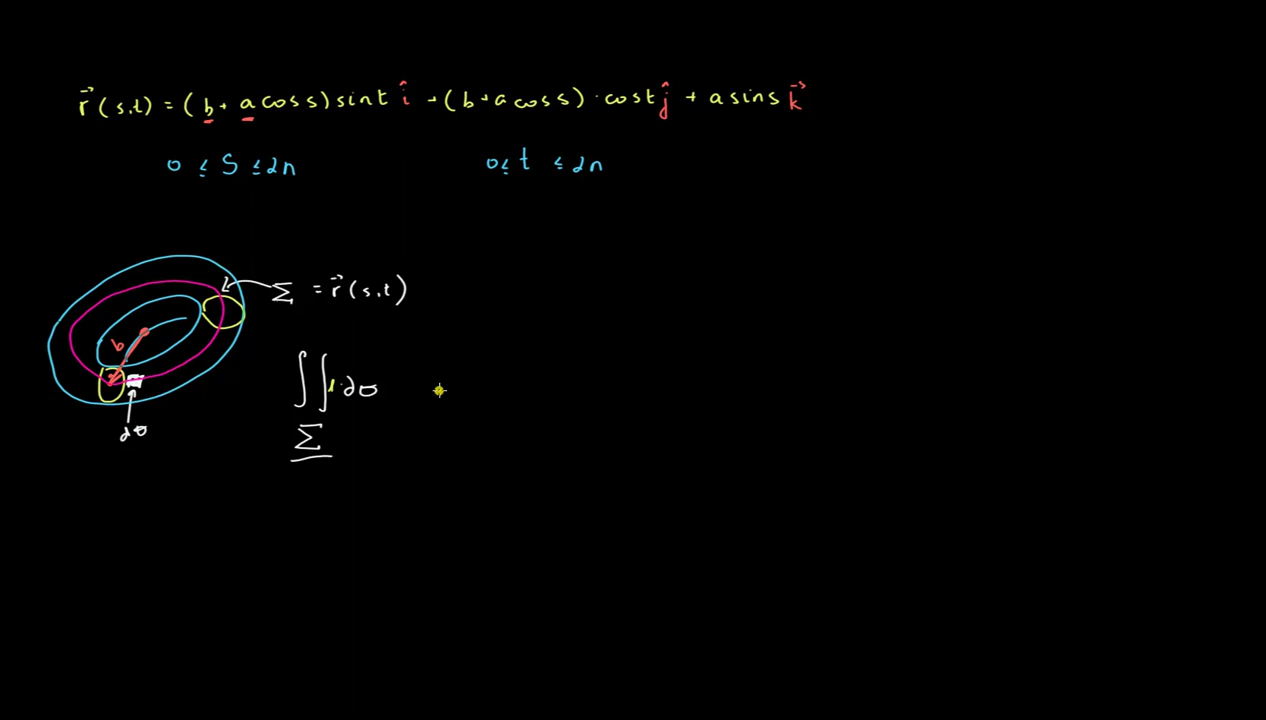 r⃗(s,t) = (b + a cos s) sin t î + (b + a cos s) · cos t ĵ + a sin s k⃗
0 ≤ s ≤ 2π 0 ≤ t ≤ 2π
Σ = r⃗(s,t)
b
∫∫ 1·dσ
Σ
dσ